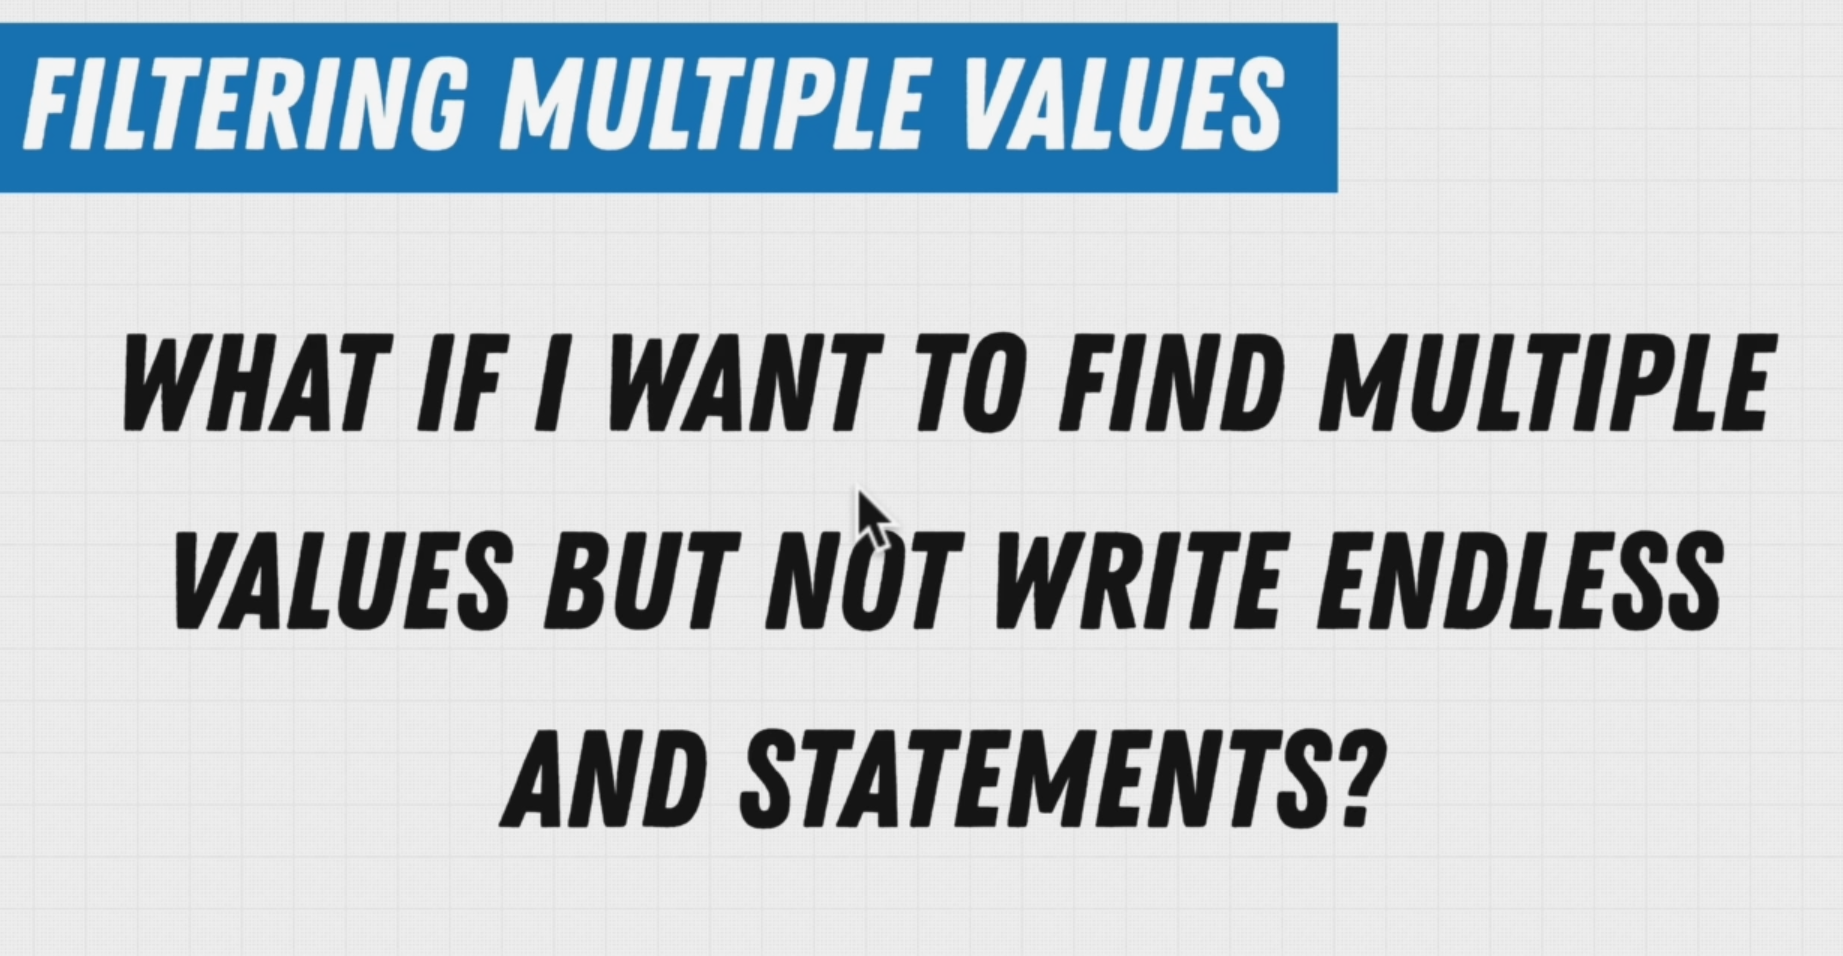 FILTERING MULTIPLE VALUES
WHAT IF I WANT TO FIND MULTIPLE
VALUES BUT NOT WRITE ENDLESS
AND STATEMENTS?